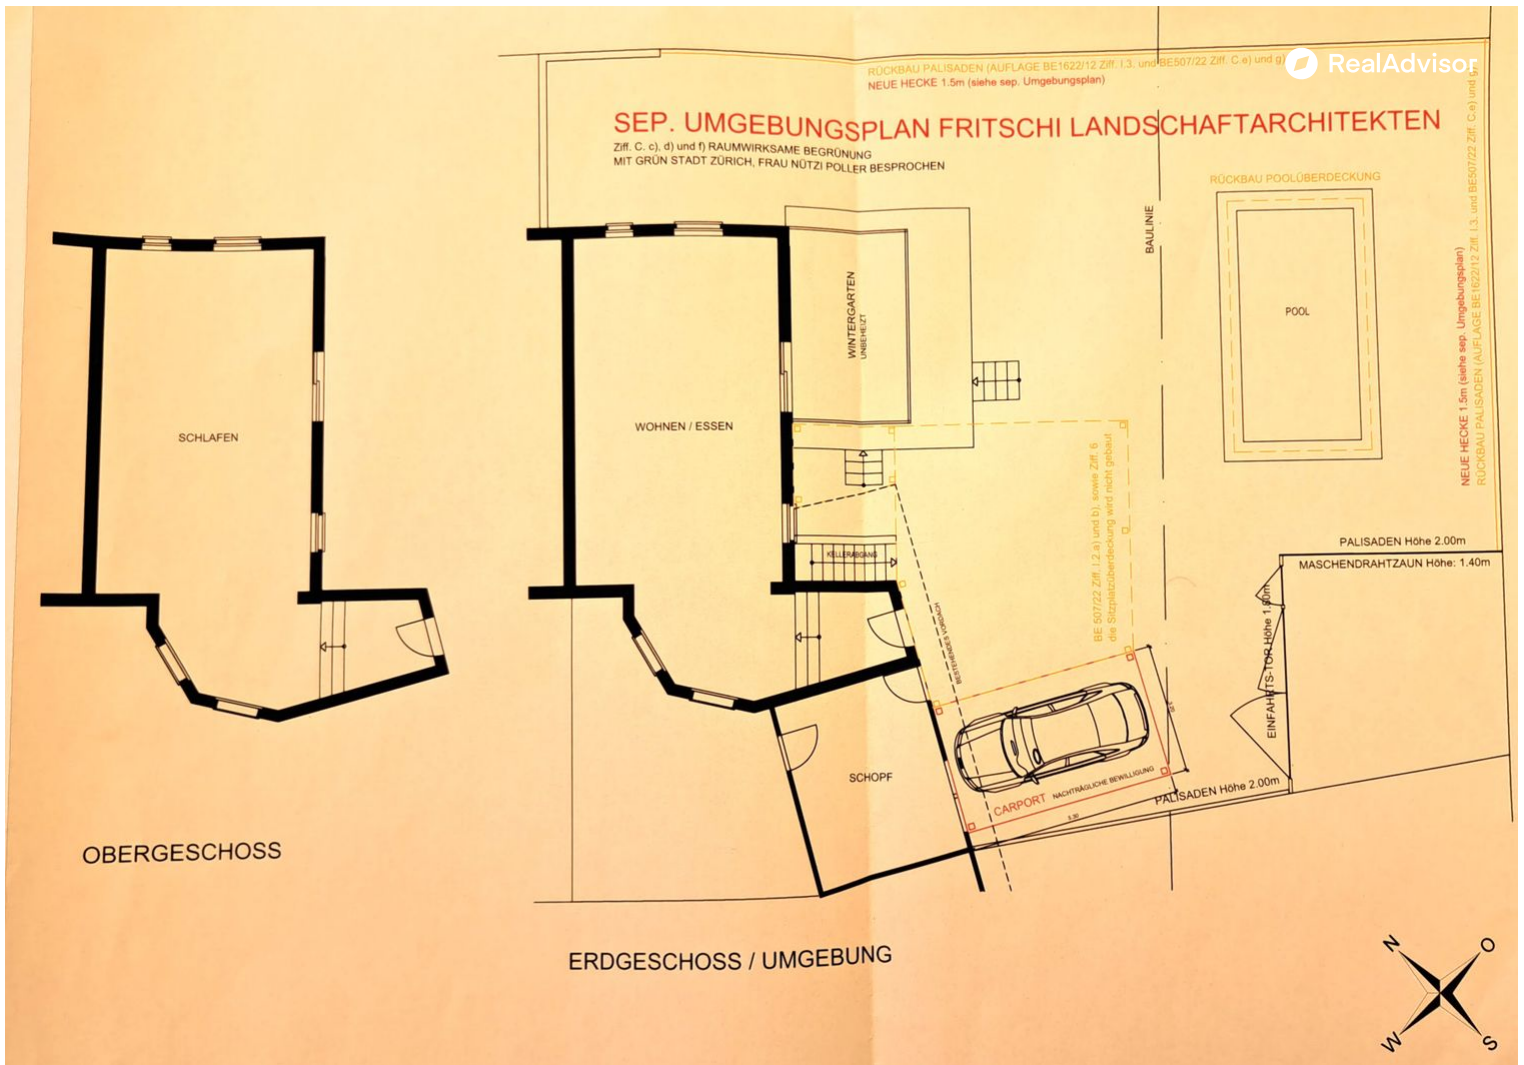 RÜCKBAU PALISADEN (AUFLAGE BE1622/12 Ziff. I.3. und BE507/22 Ziff. C.e) und g)
NEUE HECKE 1.5m (siehe sep. Umgebungsplan)
RealAdvisor
SEP. UMGEBUNGSPLAN FRITSCHI LANDSCHAFTARCHITEKTEN
Ziff. C. c), d) und f) RAUMWIRKSAME BEGRÜNUNG
MIT GRÜN STADT ZÜRICH, FRAU NÜTZI POLLER BESPROCHEN
RÜCKBAU POOLÜBERDECKUNG
BAULINIE
POOL
NEUE HECKE 1.5m (siehe sep. Umgebungsplan)
RÜCKBAU PALISADEN (AUFLAGE BE1622/12 Ziff. I.3. und BE507/22 Ziff. C.e) und g)
WINTERGARTEN
UNBEHEIZT
SCHLAFEN
WOHNEN / ESSEN
BE 507/22 Ziff. I.2.a) und b), sowie Ziff. 6
die Sitzplatzüberdeckung wird nicht gebaut
KELLERABGANG
PALISADEN Höhe 2.00m
MASCHENDRAHTZAUN Höhe: 1.40m
BESTEHENDES VORDACH
EINFAHRTS-TOR Höhe 1.80m
SCHOPF
CARPORT NACHTRÄGLICHE BEWILLIGUNG
PALISADEN Höhe 2.00m
5.30
OBERGESCHOSS
ERDGESCHOSS / UMGEBUNG
N
O
W
S